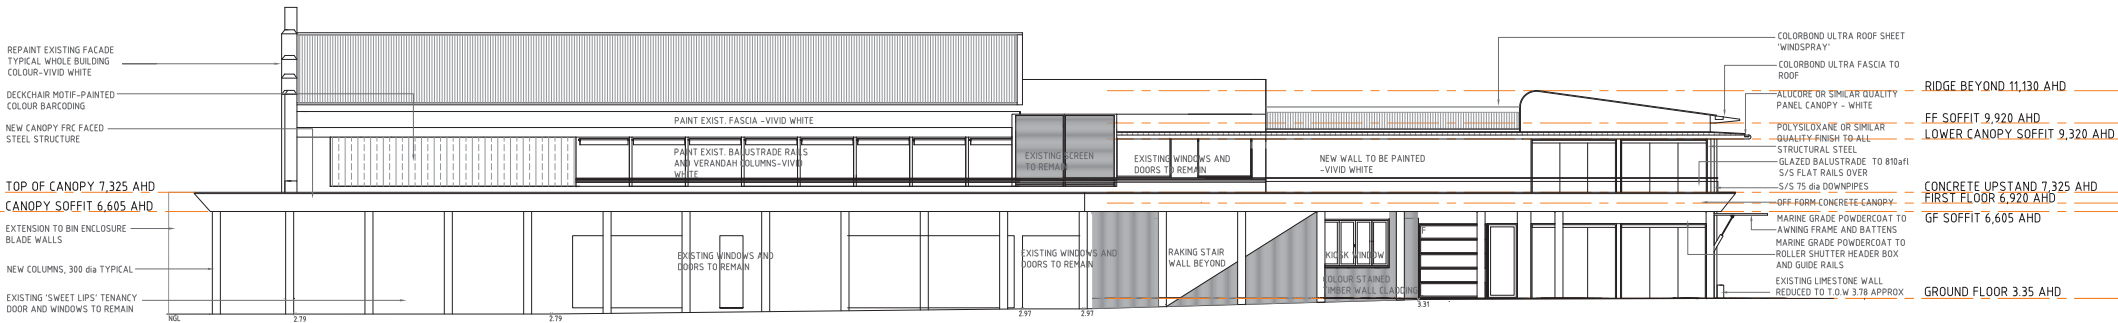 REPAINT EXISTING FACADE
TYPICAL WHOLE BUILDING
COLOUR-VIVID WHITE
DECKCHAIR MOTIF-PAINTED
COLOUR BARCODING
NEW CANOPY FRC FACED
STEEL STRUCTURE
TOP OF CANOPY 7,325 AHD
CANOPY SOFFIT 6,605 AHD
EXTENSION TO BIN ENCLOSURE
BLADE WALLS
NEW COLUMNS, 300 dia TYPICAL
EXISTING 'SWEET LIPS' TENANCY
DOOR AND WINDOWS TO REMAIN
NGL
2.79
2.79
2.97
2.97
3.31
PAINT EXIST. FASCIA -VIVID WHITE
PAINT EXIST. BALUSTRADE RAILS
AND VERANDAH COLUMNS-VIVID
WHITE
EXISTING SCREEN
TO REMAIN
EXISTING WINDOWS AND
DOORS TO REMAIN
NEW WALL TO BE PAINTED
-VIVID WHITE
EXISTING WINDOWS AND
DOORS TO REMAIN
EXISTING WINDOWS AND
DOORS TO REMAIN
RAKING STAIR
WALL BEYOND
KIOSK WINDOW
COLOUR STAINED
TIMBER WALL CLADDING
F
COLORBOND ULTRA ROOF SHEET
'WINDSPRAY'
COLORBOND ULTRA FASCIA TO
ROOF
ALUCORE OR SIMILAR QUALITY
PANEL CANOPY - WHITE
POLYSILOXANE OR SIMILAR
QUALITY FINISH TO ALL
STRUCTURAL STEEL
GLAZED BALUSTRADE TO 810afl
S/S FLAT RAILS OVER
S/S 75 dia DOWNPIPES
OFF FORM CONCRETE CANOPY
MARINE GRADE POWDERCOAT TO
AWNING FRAME AND BATTENS
MARINE GRADE POWDERCOAT TO
ROLLER SHUTTER HEADER BOX
AND GUIDE RAILS
EXISTING LIMESTONE WALL
REDUCED TO T.O.W 3.78 APPROX
RIDGE BEYOND 11,130 AHD
FF SOFFIT 9,920 AHD
LOWER CANOPY SOFFIT 9,320 AHD
CONCRETE UPSTAND 7,325 AHD
FIRST FLOOR 6,920 AHD
GF SOFFIT 6,605 AHD
GROUND FLOOR 3.35 AHD